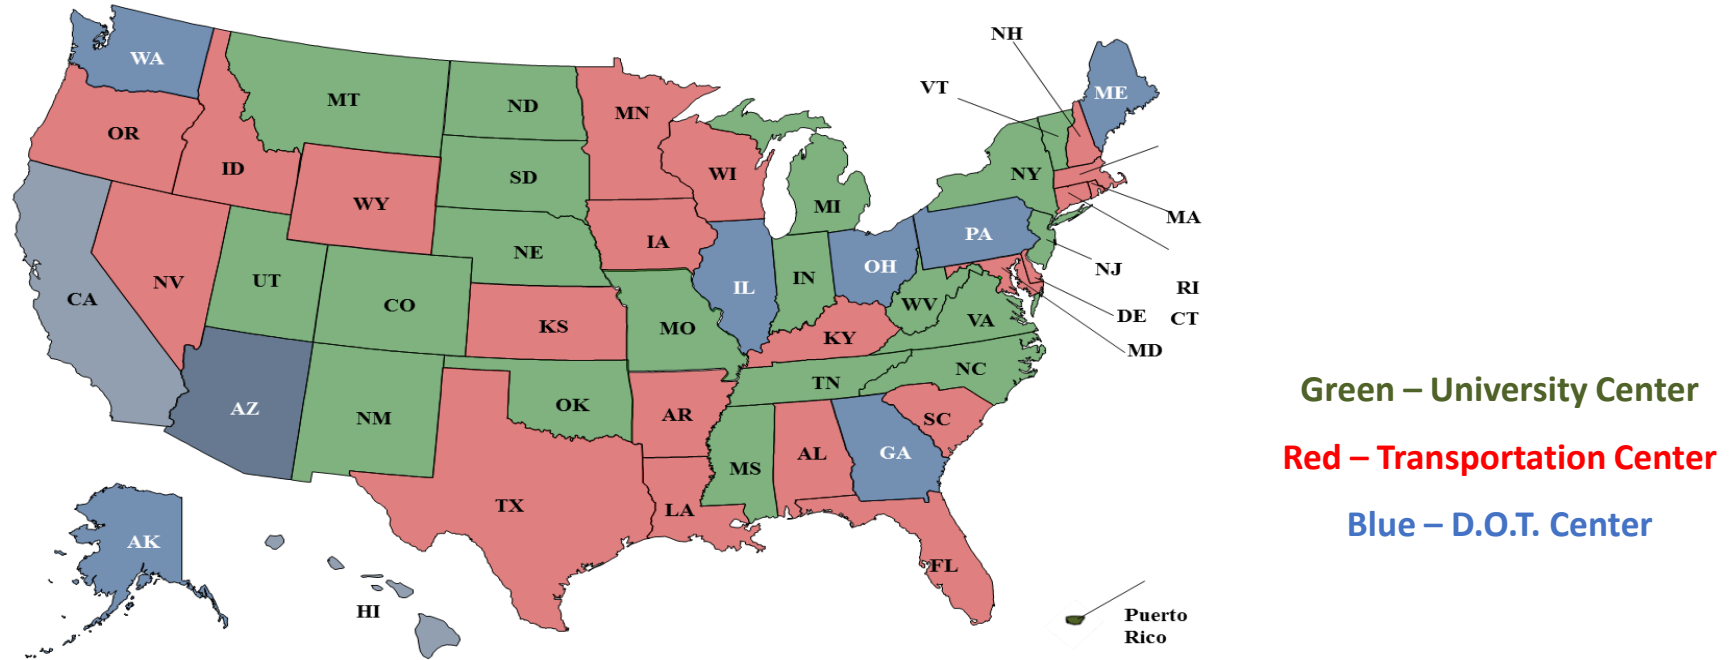 NH
WA
VT
ME
MT
ND
MN
OR
ID
SD
WI
NY
WY
MI
MA
IA
PA
NE
OH
NJ
NV
UT
IN
IL
RI
CA
CO
WV
DE
CT
VA
KS
MO
KY
MD
NC
TN
Green – University Center
AZ
NM
OK
AR
SC
GA
AL
Red – Transportation Center
MS
TX
LA
Blue – D.O.T. Center
AK
FL
HI
Puerto
Rico